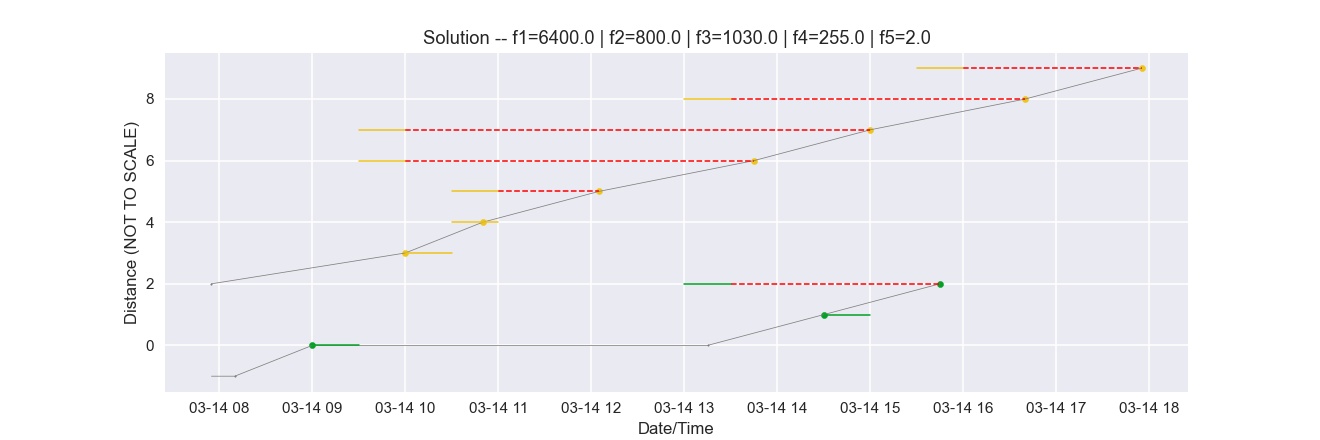 Solution -- f1=6400.0 | f2=800.0 | f3=1030.0 | f4=255.0 | f5=2.0
Distance (NOT TO SCALE)
8
6
4
2
0
03-14 08 03-14 09 03-14 10 03-14 11 03-14 12 03-14 13 03-14 14 03-14 15 03-14 16 03-14 17 03-14 18
Date/Time